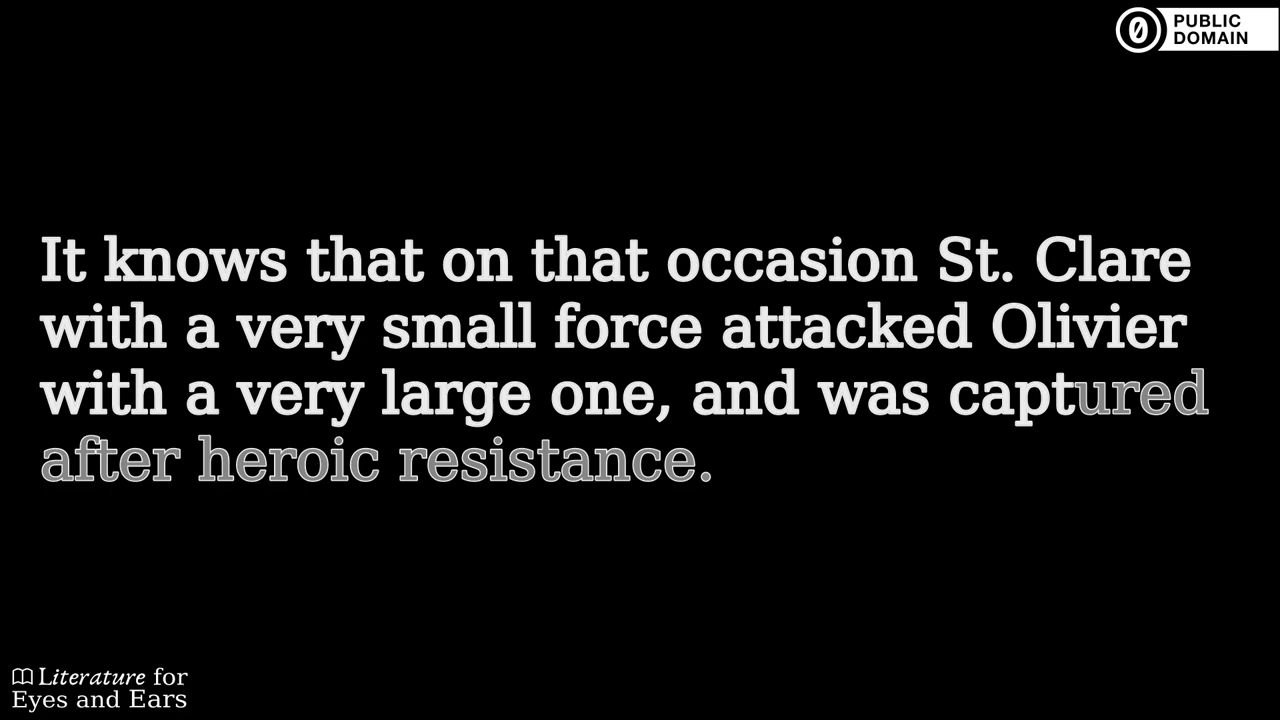 PUBLIC
DOMAIN
It knows that on that occasion St. Clare
with a very small force attacked Olivier
with a very large one, and was captured
after heroic resistance.
Literature for
Eyes and Ears